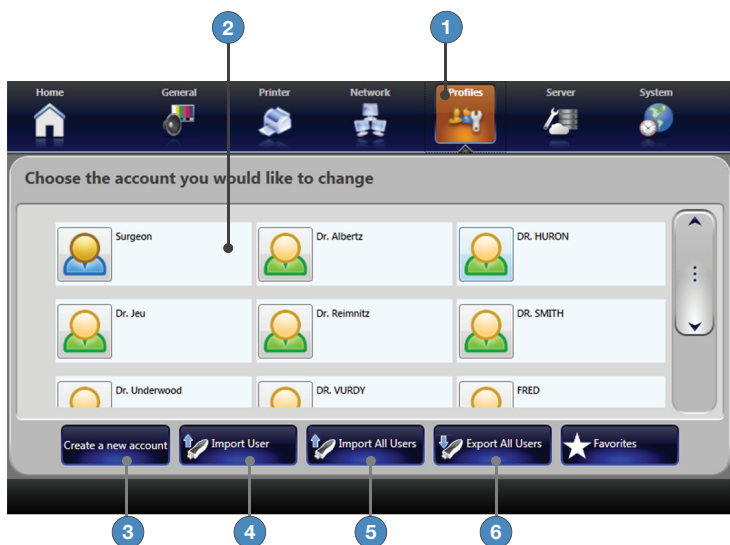 2
1
Home
General
Printer
Network
Profiles
Server
System
Choose the account you would like to change
Surgeon
Dr. Albertz
DR. HURON
Dr. Jeu
Dr. Reimnitz
DR. SMITH
Dr. Underwood
DR. VURDY
FRED
Create a new account
Import User
Import All Users
Export All Users
Favorites
3
4
5
6